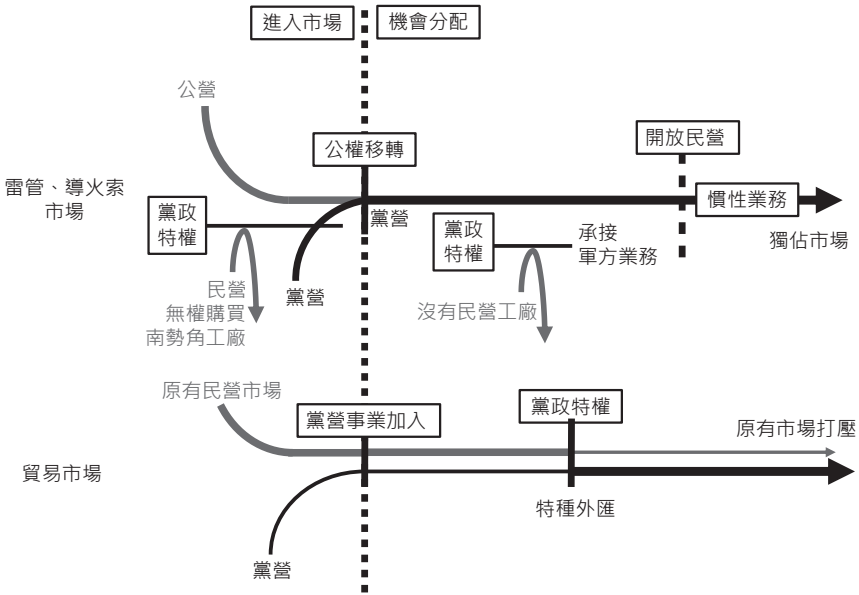 進入市場
機會分配
公營
公權移轉
開放民營
雷管、導火索
市場
黨政
特權
黨營
黨政
特權
承接
軍方業務
慣性業務
獨佔市場
民營
無權購買
南勢角工廠
黨營
沒有民營工廠
原有民營市場
黨營事業加入
黨政特權
原有市場打壓
貿易市場
特種外匯
黨營